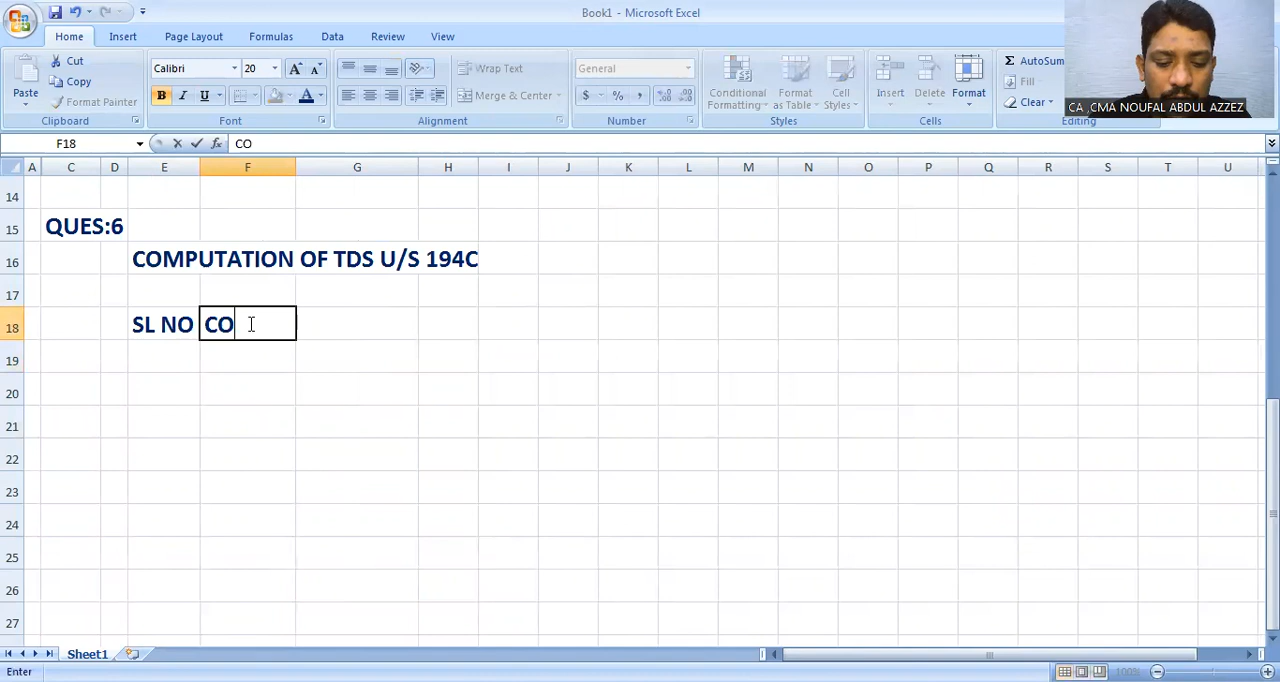 Book1 - Microsoft Excel
Home Insert Page Layout Formulas Data Review View
Cut
Copy
Format Painter
Paste
Clipboard
Calibri 20
B I U
Font
Wrap Text
Merge & Center
Alignment
General
$ % ,
Number
Conditional Formatting
Format as Table
Cell Styles
Styles
Insert Delete Format
Cells
Σ AutoSum
Fill
Clear
Editing
CA ,CMA NOUFAL ABDUL AZZEZ
F18 fx CO
A C D E F G H I J K L M N O P Q R S T U
14
15 QUES:6
16 COMPUTATION OF TDS U/S 194C
17
18 SL NO CO
19
20
21
22
23
24
25
26
27
Sheet1
Enter 100%